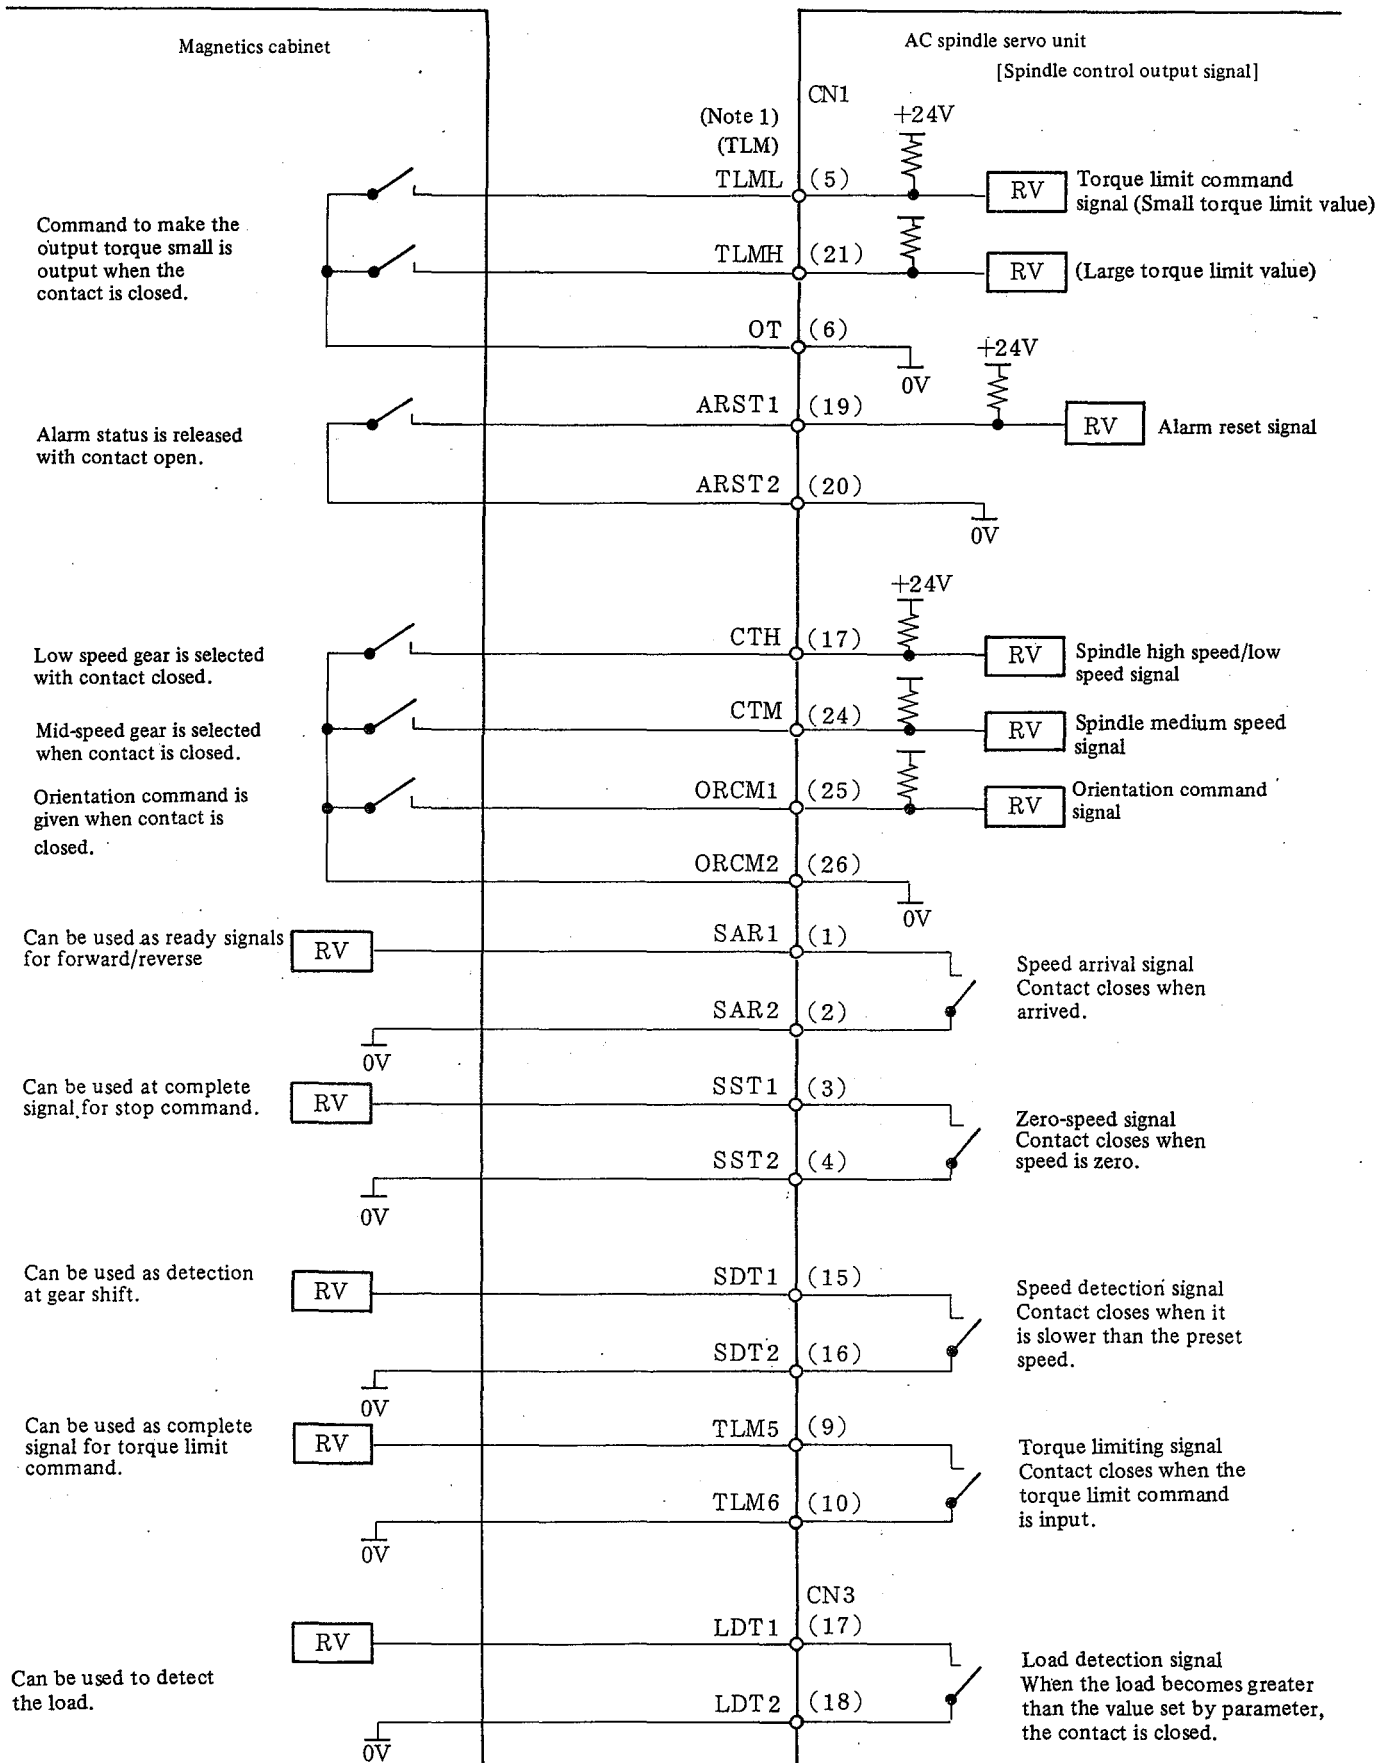 Magnetics cabinet
AC spindle servo unit
[Spindle control output signal]
CN1
(Note 1)
(TLM)
+24V
TLML (5)
RV
Torque limit command
signal (Small torque limit value)
Command to make the
output torque small is
output when the
contact is closed.
TLMH (21)
RV
(Large torque limit value)
OT (6)
0V
+24V
ARST1 (19)
RV
Alarm reset signal
Alarm status is released
with contact open.
ARST2 (20)
0V
+24V
CTH (17)
RV
Spindle high speed/low
speed signal
Low speed gear is selected
with contact closed.
CTM (24)
RV
Spindle medium speed
signal
Mid-speed gear is selected
when contact is closed.
ORCM1 (25)
RV
Orientation command
signal
Orientation command is
given when contact is
closed.
ORCM2 (26)
0V
Can be used as ready signals
for forward/reverse
RV
SAR1 (1)
Speed arrival signal
Contact closes when
arrived.
SAR2 (2)
0V
Can be used at complete
signal for stop command.
RV
SST1 (3)
Zero-speed signal
Contact closes when
speed is zero.
SST2 (4)
0V
Can be used as detection
at gear shift.
RV
SDT1 (15)
Speed detection signal
Contact closes when it
is slower than the preset
speed.
SDT2 (16)
0V
Can be used as complete
signal for torque limit
command.
RV
TLM5 (9)
Torque limiting signal
Contact closes when the
torque limit command
is input.
TLM6 (10)
0V
CN3
RV
LDT1 (17)
Can be used to detect
the load.
Load detection signal
When the load becomes greater
than the value set by parameter,
the contact is closed.
LDT2 (18)
0V